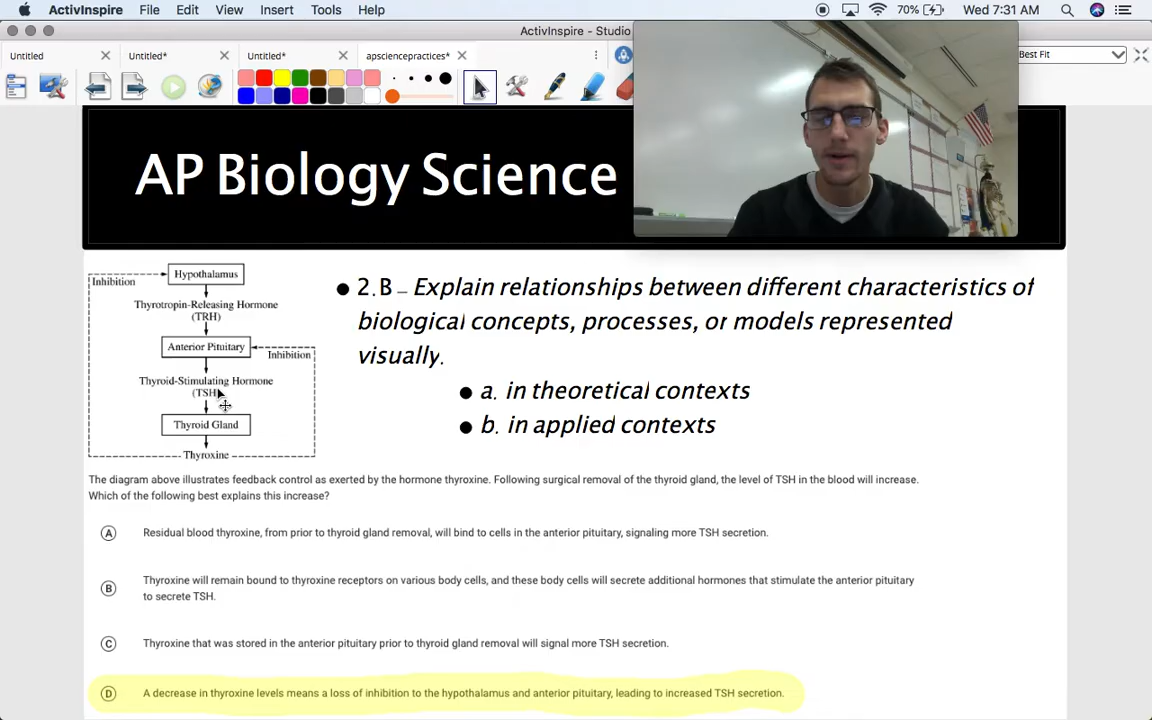 ActivInspire File Edit View Insert Tools Help 70% Wed 7:31 AM
ActivInspire - Studio
Untitled Untitled* Untitled* apsciencepractices* Best Fit
AP Biology Science
Hypothalamus
Inhibition
Thyrotropin-Releasing Hormone
(TRH)
Anterior Pituitary
Inhibition
Thyroid-Stimulating Hormone
(TSH)
Thyroid Gland
Thyroxine
● 2.B – Explain relationships between different characteristics of
biological concepts, processes, or models represented
visually.
● a. in theoretical contexts
● b. in applied contexts
The diagram above illustrates feedback control as exerted by the hormone thyroxine. Following surgical removal of the thyroid gland, the level of TSH in the blood will increase.
Which of the following best explains this increase?
A Residual blood thyroxine, from prior to thyroid gland removal, will bind to cells in the anterior pituitary, signaling more TSH secretion.
B Thyroxine will remain bound to thyroxine receptors on various body cells, and these body cells will secrete additional hormones that stimulate the anterior pituitary
to secrete TSH.
C Thyroxine that was stored in the anterior pituitary prior to thyroid gland removal will signal more TSH secretion.
D A decrease in thyroxine levels means a loss of inhibition to the hypothalamus and anterior pituitary, leading to increased TSH secretion.